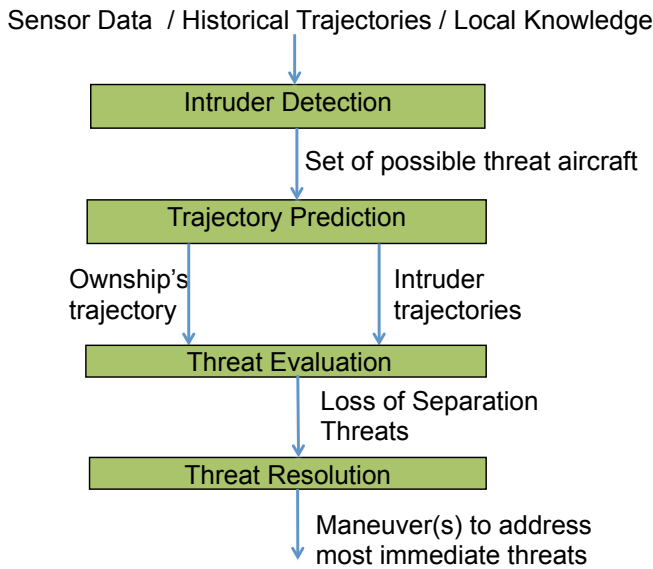 Sensor Data / Historical Trajectories / Local Knowledge
Intruder Detection
Set of possible threat aircraft
Trajectory Prediction
Ownship's
trajectory
Intruder
trajectories
Threat Evaluation
Loss of Separation
Threats
Threat Resolution
Maneuver(s) to address
most immediate threats